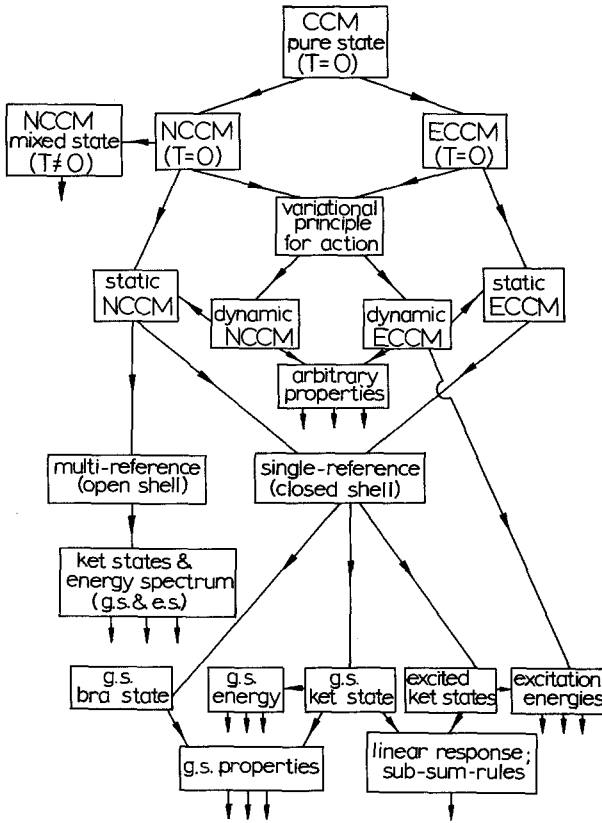 CCM
pure state
(T=0)
NCCM
mixed state
(T≠0)
NCCM
(T=0)
ECCM
(T=0)
variational
principle
for action
static
NCCM
dynamic
NCCM
dynamic
ECCM
static
ECCM
arbitrary
properties
multi-reference
(open shell)
single-reference
(closed shell)
ket states &
energy spectrum
(g.s.& e.s.)
g.s.
bra state
g.s.
energy
g.s.
ket state
excited
ket states
excitation
energies
g.s. properties
linear response;
sub-sum-rules